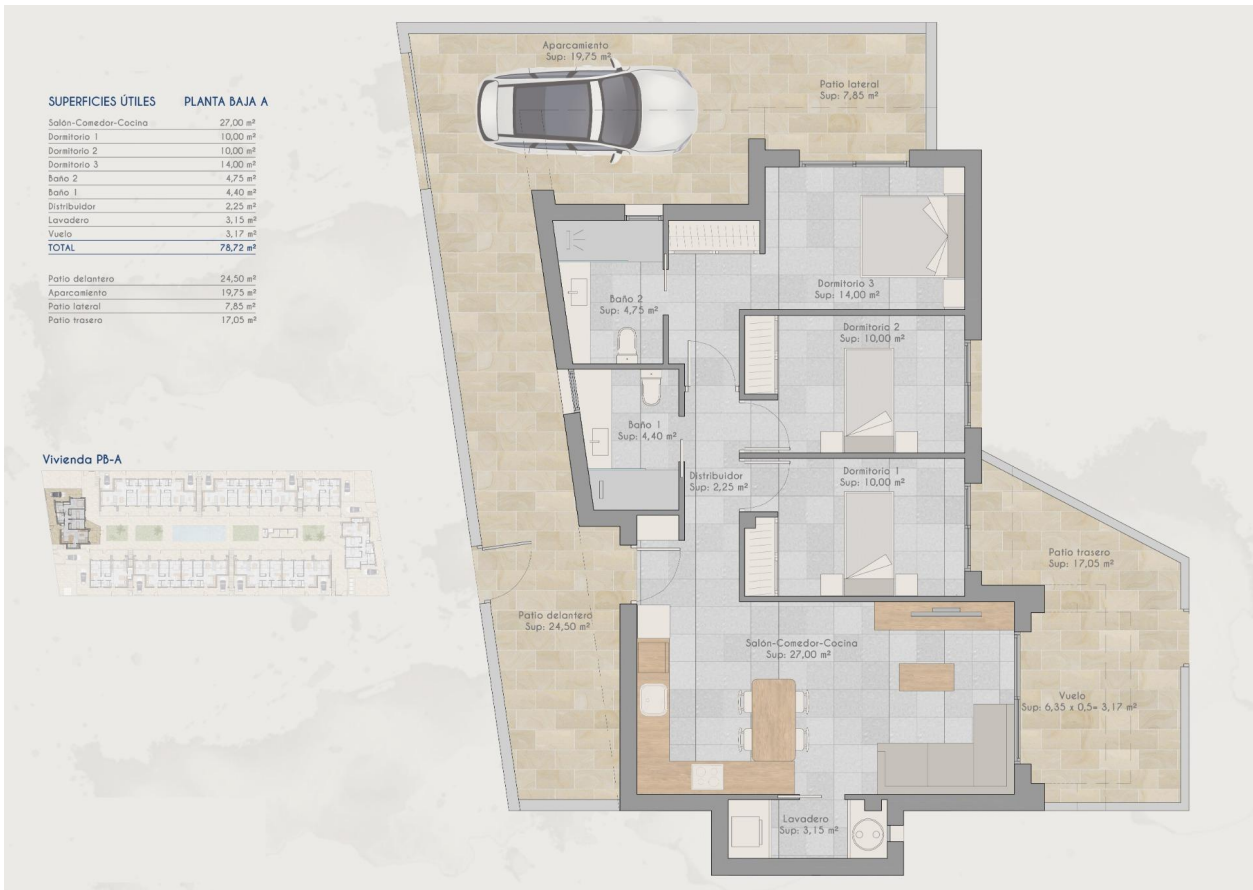 SUPERFICIES ÚTILES PLANTA BAJA A
Salón-Comedor-Cocina 27,00 m²
Dormitorio 1 10,00 m²
Dormitorio 2 10,00 m²
Dormitorio 3 14,00 m²
Baño 2 4,75 m²
Baño 1 4,40 m²
Distribuidor 2,25 m²
Lavadero 3,15 m²
Vuelo 3,17 m²
TOTAL 78,72 m²
Patio delantero 24,50 m²
Aparcamiento 19,75 m²
Patio lateral 7,85 m²
Patio trasero 17,05 m²
Vivienda PB-A
Aparcamiento
Sup: 19,75 m²
Patio lateral
Sup: 7,85 m²
Dormitorio 3
Sup: 14,00 m²
Baño 2
Sup: 4,75 m²
Dormitorio 2
Sup: 10,00 m²
Baño 1
Sup: 4,40 m²
Distribuidor
Sup: 2,25 m²
Dormitorio 1
Sup: 10,00 m²
Patio trasero
Sup: 17,05 m²
Patio delantero
Sup: 24,50 m²
Salón-Comedor-Cocina
Sup: 27,00 m²
Vuelo
Sup: 6,35 x 0,5= 3,17 m²
Lavadero
Sup: 3,15 m²